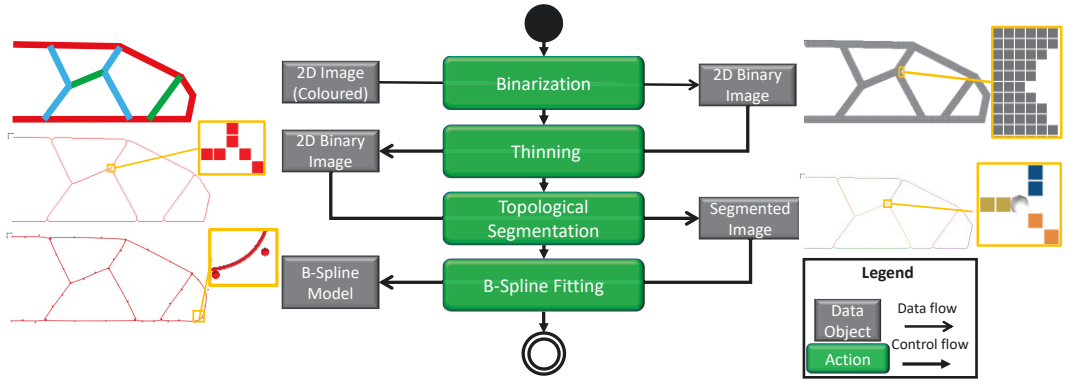 2D Image
(Coloured)
Binarization
2D Binary
Image
2D Binary
Image
Thinning
Topological
Segmentation
Segmented
Image
B-Spline
Model
B-Spline Fitting
Legend
Data
Object
Data flow
Action
Control flow